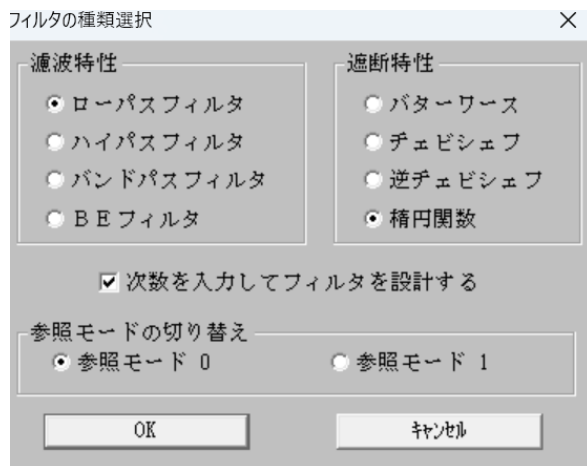 フィルタの種類選択
濾波特性
ローパスフィルタ
ハイパスフィルタ
バンドパスフィルタ
BEフィルタ
遮断特性
バターワース
チェビシェフ
逆チェビシェフ
楕円関数
次数を入力してフィルタを設計する
参照モードの切り替え
参照モード 0
参照モード 1
OK
キャンセル